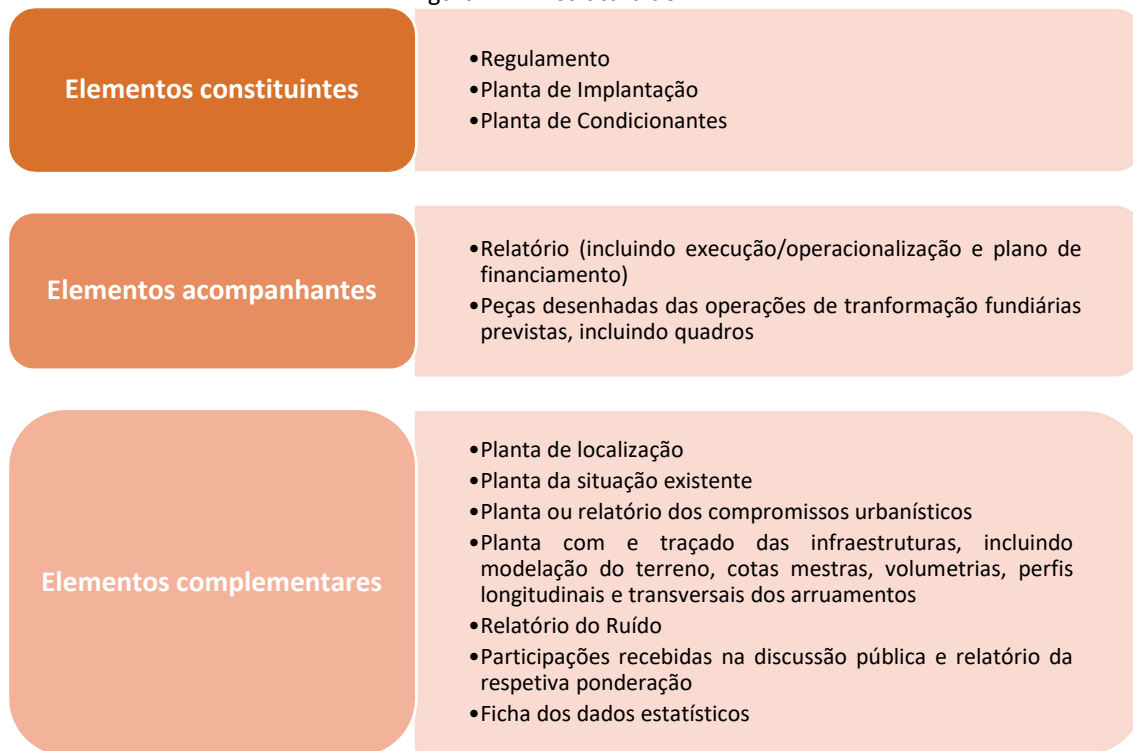 Elementos constituintes
•Regulamento
•Planta de Implantação
•Planta de Condicionantes
Elementos acompanhantes
•Relatório (incluindo execução/operacionalização e plano de
financiamento)
•Peças desenhadas das operações de tranformação fundiárias
previstas, incluindo quadros
Elementos complementares
•Planta de localização
•Planta da situação existente
•Planta ou relatório dos compromissos urbanísticos
•Planta com e traçado das infraestruturas, incluindo
modelação do terreno, cotas mestras, volumetrias, perfis
longitudinais e transversais dos arruamentos
•Relatório do Ruído
•Participações recebidas na discussão pública e relatório da
respetiva ponderação
•Ficha dos dados estatísticos